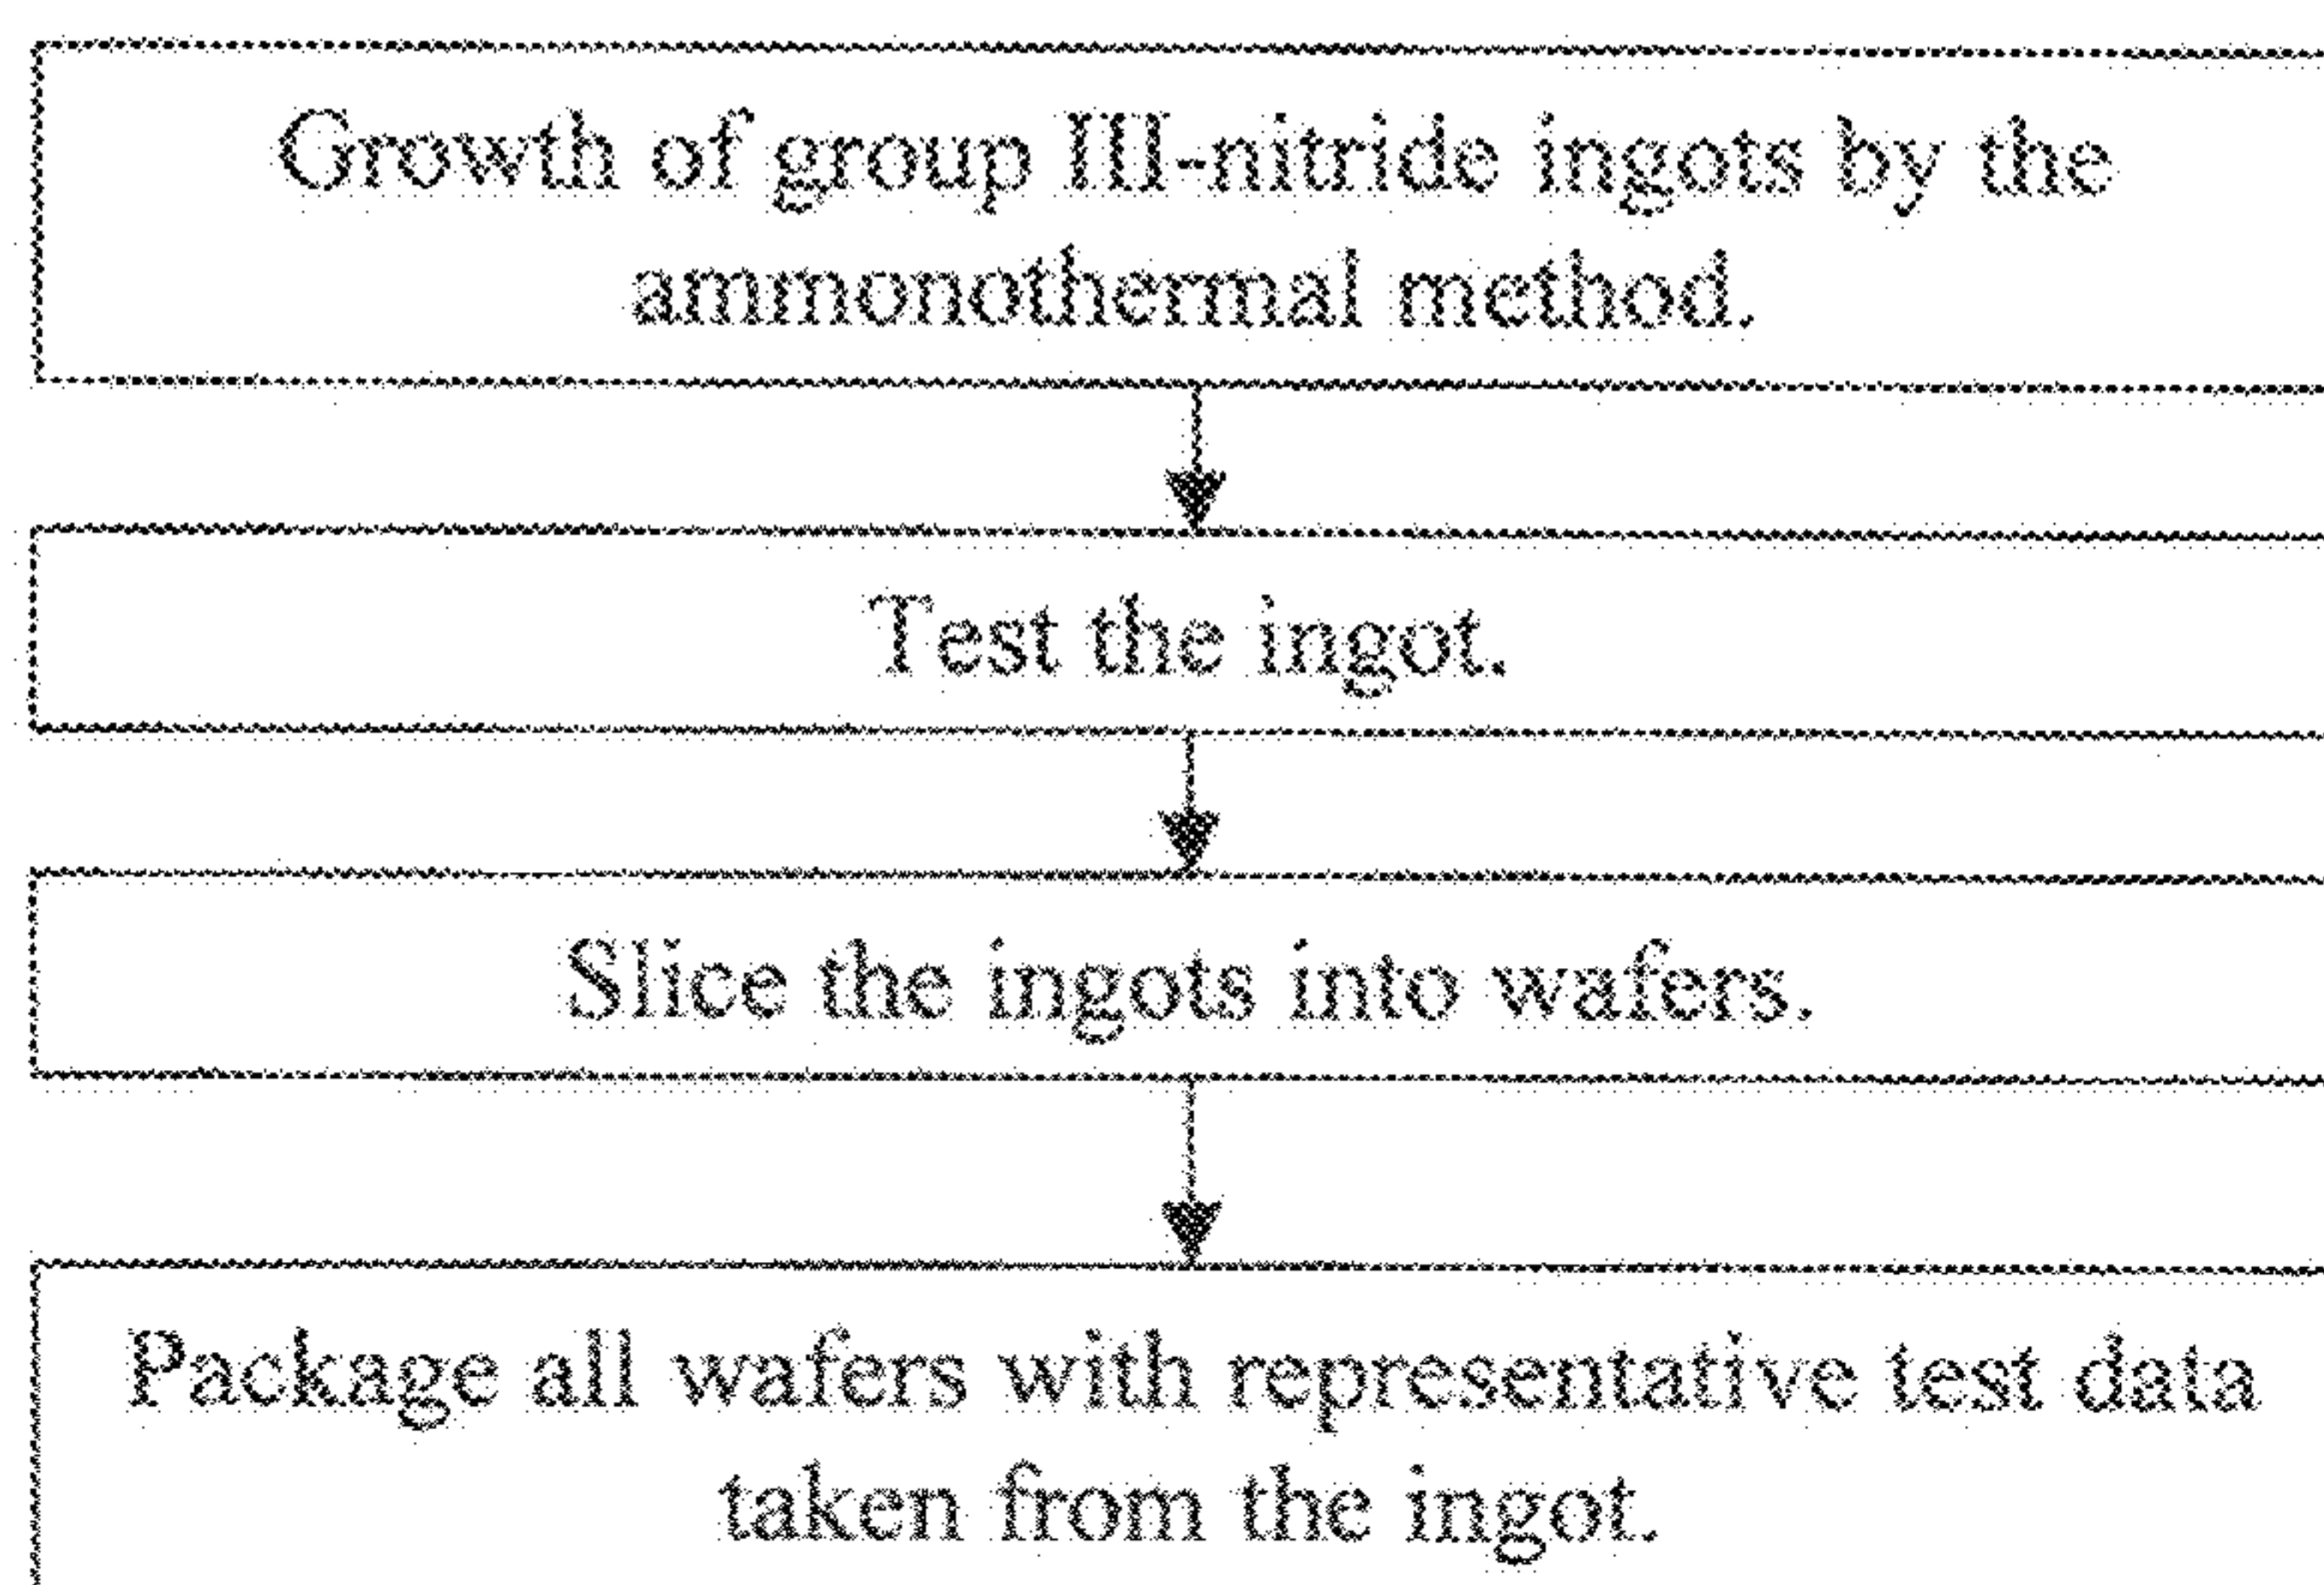 Growth of group III-nitride ingots by the
ammonothermal method.
Test the ingot.
Slice the ingots into wafers.
Package all wafers with representative test data
taken from the ingot.